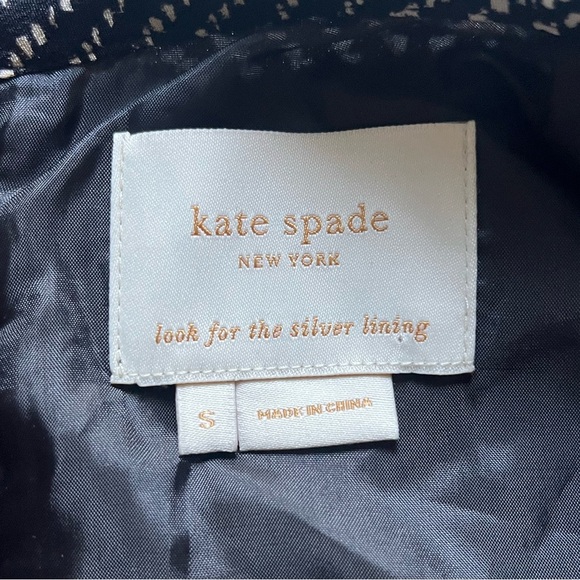 kate spade
NEW YORK
look for the silver lining
S
MADE IN CHINA